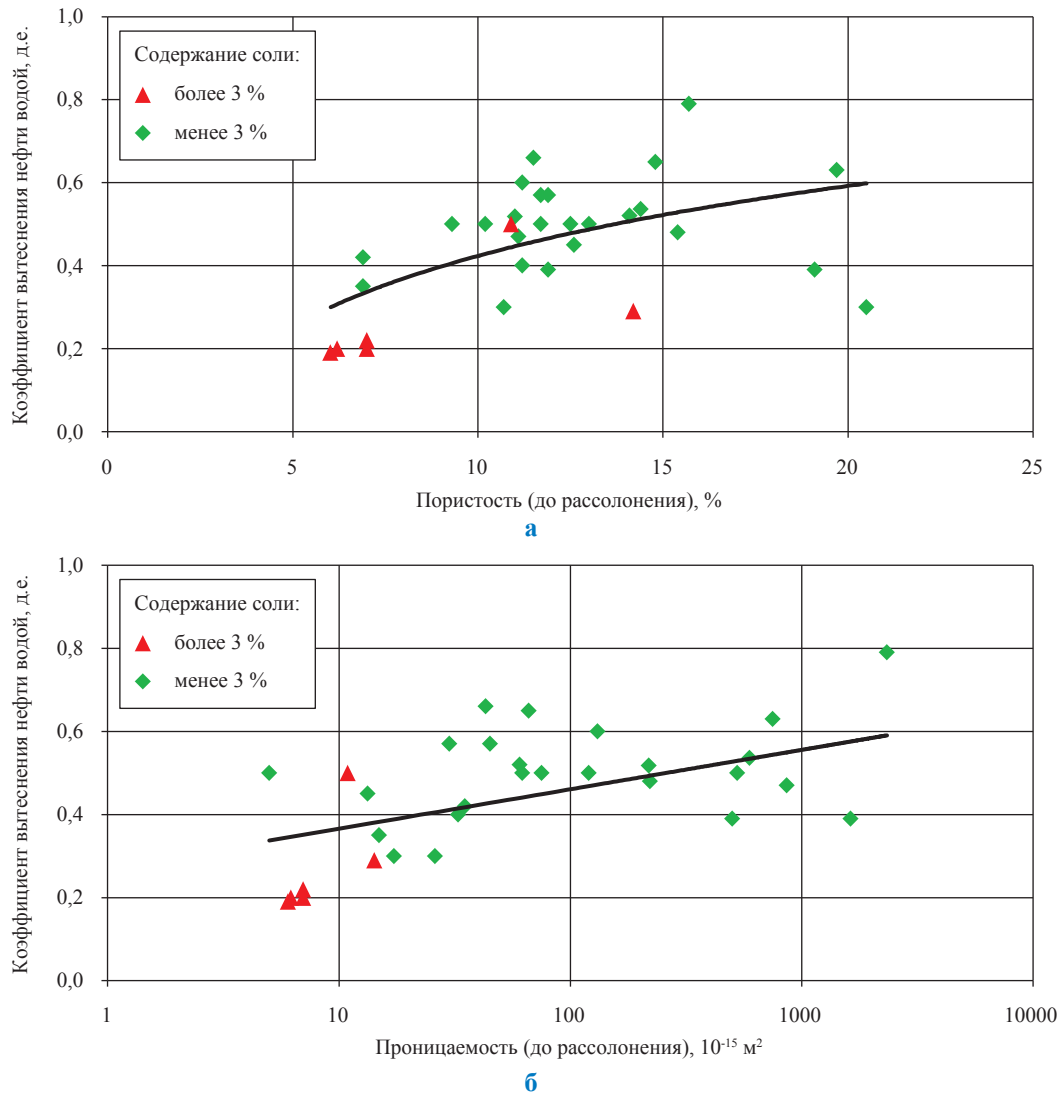 Коэффициент вытеснения нефти водой, д.е.
1,0
0,8
0,6
0,4
0,2
0,0
Содержание соли:
более 3 %
менее 3 %
0 5 10 15 20 25
Пористость (до рассолонения), %
а
Коэффициент вытеснения нефти водой, д.е.
1,0
0,8
0,6
0,4
0,2
0,0
Содержание соли:
более 3 %
менее 3 %
1 10 100 1000 10000
Проницаемость (до рассолонения), 10⁻¹⁵ м²
б